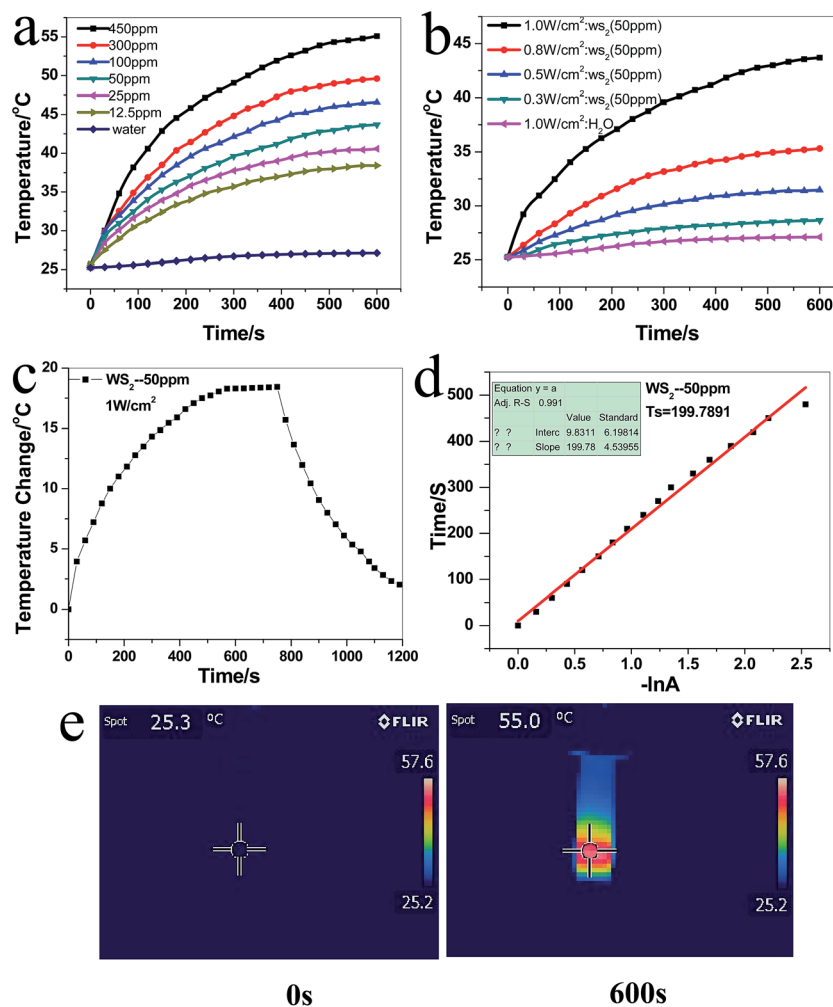 a
450ppm
300ppm
100ppm
50ppm
25ppm
12.5ppm
water
Temperature/°C
55
50
45
40
35
30
25
0 100 200 300 400 500 600
Time/s
b
1.0W/cm²:ws₂(50ppm)
0.8W/cm²:ws₂(50ppm)
0.5W/cm²:ws₂(50ppm)
0.3W/cm²:ws₂(50ppm)
1.0W/cm²:H₂O
Temperature/°C
45
40
35
30
25
0 100 200 300 400 500 600
Time/s
c
WS₂--50ppm
1W/cm²
Temperature Change/°C
20
15
10
5
0
0 200 400 600 800 1000 1200
Time/s
d
Equation y = a
Adj. R-S 0.991
Value Standard
? ? Interc 9.8311 6.19814
? ? Slope 199.78 4.53955
WS₂--50ppm
Ts=199.7891
Time/S
500
400
300
200
100
0
0.0 0.5 1.0 1.5 2.0 2.5
-lnA
e
Spot 25.3 °C
FLIR
57.6
25.2
0s
Spot 55.0 °C
FLIR
57.6
25.2
600s